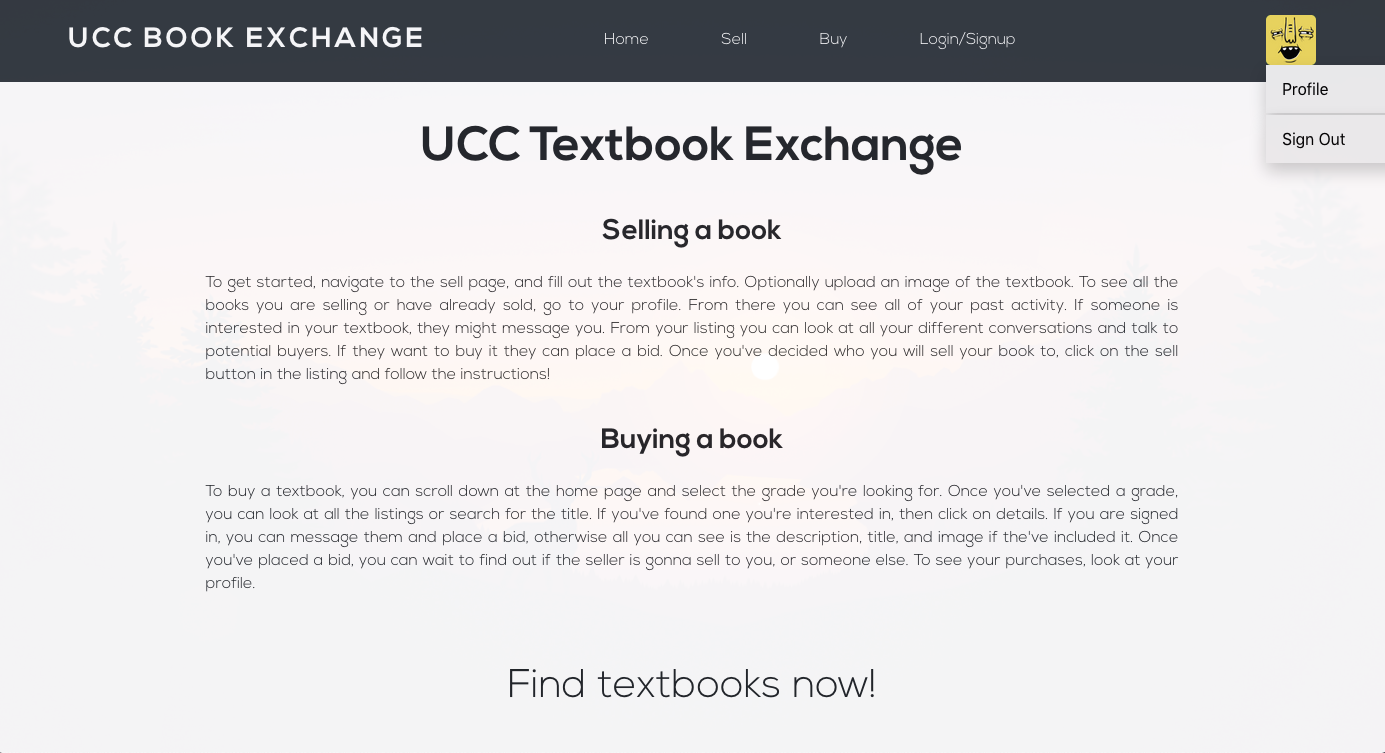 UCC BOOK EXCHANGE
Home Sell Buy Login/Signup
Profile
Sign Out
UCC Textbook Exchange
Selling a book
To get started, navigate to the sell page, and fill out the textbook's info. Optionally upload an image of the textbook. To see all the
books you are selling or have already sold, go to your profile. From there you can see all of your past activity. If someone is
interested in your textbook, they might message you. From your listing you can look at all your different conversations and talk to
potential buyers. If they want to buy it they can place a bid. Once you've decided who you will sell your book to, click on the sell
button in the listing and follow the instructions!
Buying a book
To buy a textbook, you can scroll down at the home page and select the grade you're looking for. Once you've selected a grade,
you can look at all the listings or search for the title. If you've found one you're interested in, then click on details. If you are signed
in, you can message them and place a bid, otherwise all you can see is the description, title, and image if the've included it. Once
you've placed a bid, you can wait to find out if the seller is gonna sell to you, or someone else. To see your purchases, look at your
profile.
Find textbooks now!